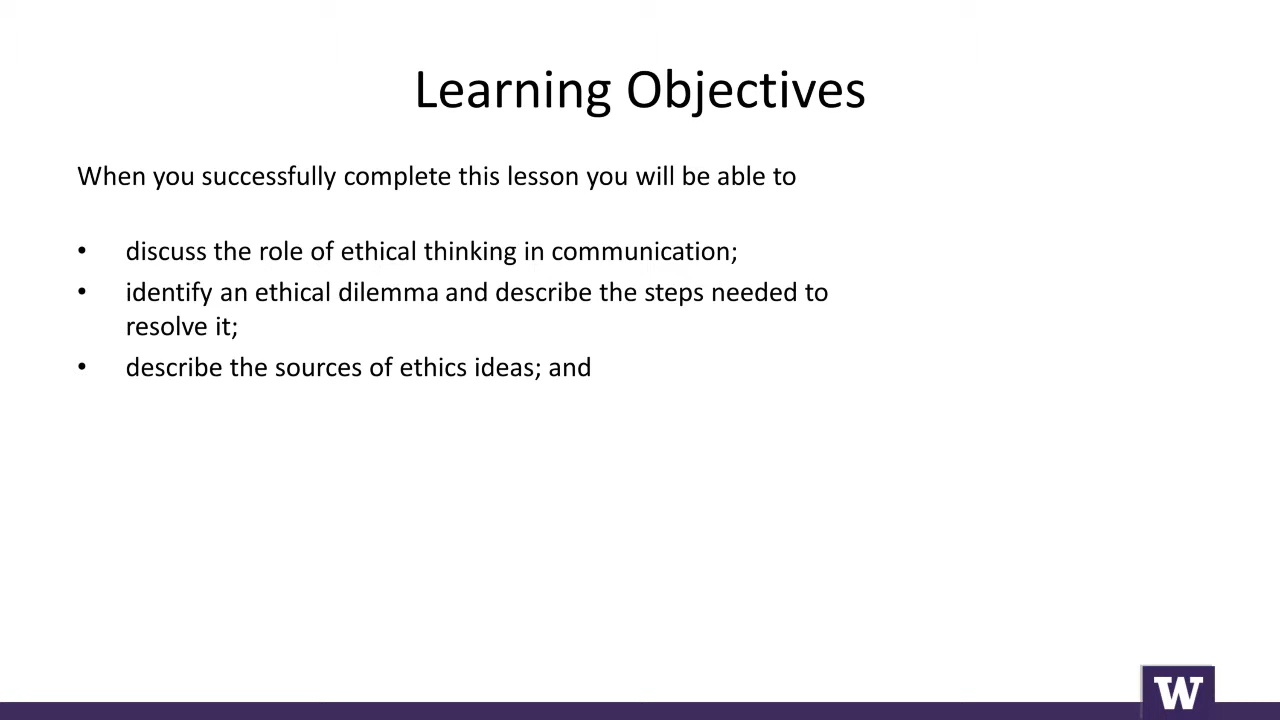 Learning Objectives
When you successfully complete this lesson you will be able to
• discuss the role of ethical thinking in communication;
• identify an ethical dilemma and describe the steps needed to
resolve it;
• describe the sources of ethics ideas; and
W